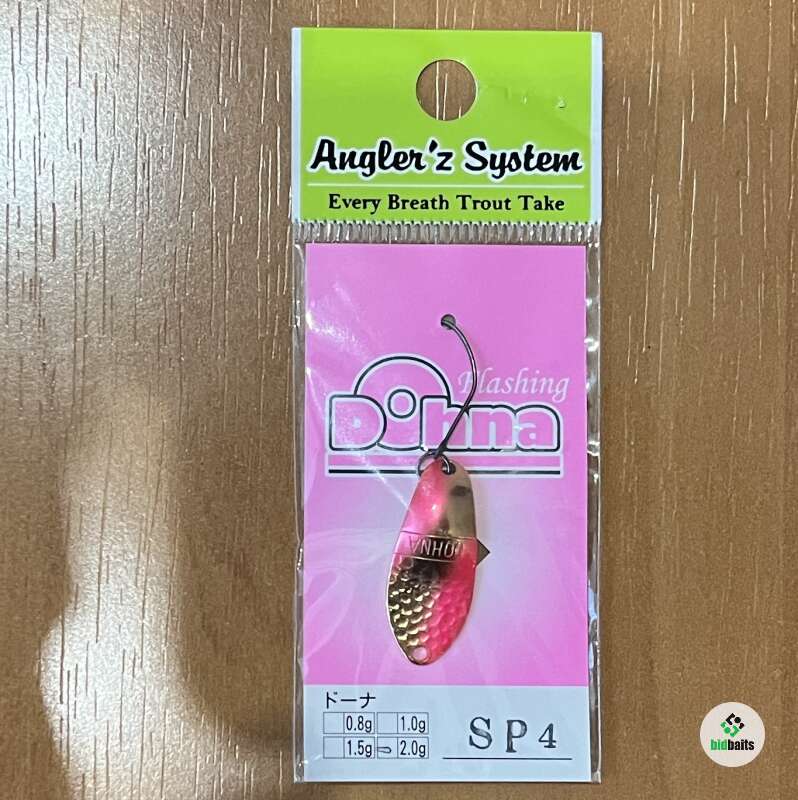 Angler'z System
Every Breath Trout Take
Flashing
Dohna
DOHNA
ドーナ
0.8g 1.0g
1.5g 2.0g
SP4
bidbaits